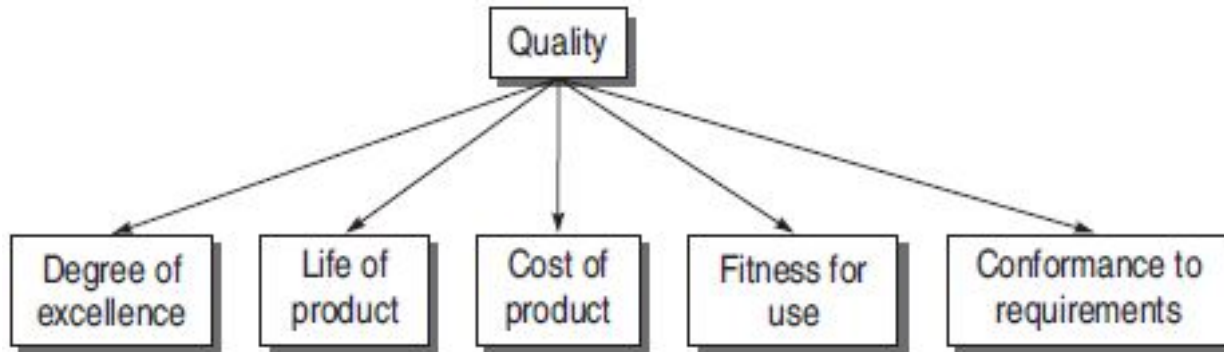 Quality
Degree of
excellence
Life of
product
Cost of
product
Fitness for
use
Conformance to
requirements